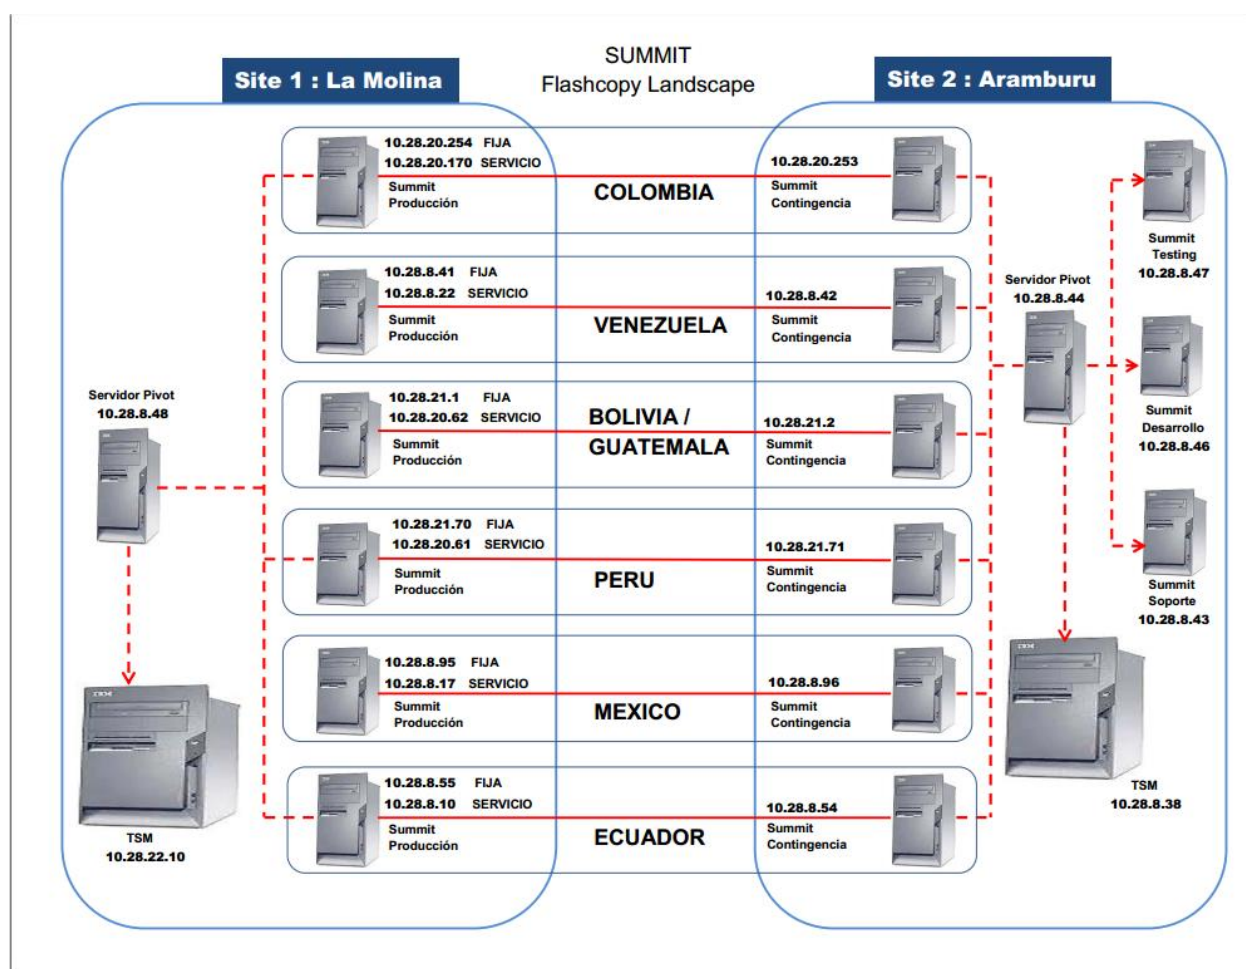 SUMMIT
Flashcopy Landscape
Site 1 : La Molina
Site 2 : Aramburu
10.28.20.254 FIJA
10.28.20.170 SERVICIO
Summit
Producción
COLOMBIA
10.28.20.253
Summit
Contingencia
10.28.8.41 FIJA
10.28.8.22 SERVICIO
Summit
Producción
VENEZUELA
10.28.8.42
Summit
Contingencia
10.28.21.1 FIJA
10.28.20.62 SERVICIO
Summit
Producción
BOLIVIA /
GUATEMALA
10.28.21.2
Summit
Contingencia
10.28.21.70 FIJA
10.28.20.61 SERVICIO
Summit
Producción
PERU
10.28.21.71
Summit
Contingencia
10.28.8.95 FIJA
10.28.8.17 SERVICIO
Summit
Producción
MEXICO
10.28.8.96
Summit
Contingencia
10.28.8.55 FIJA
10.28.8.10 SERVICIO
Summit
Producción
ECUADOR
10.28.8.54
Summit
Contingencia
Servidor Pivot
10.28.8.48
TSM
10.28.22.10
Servidor Pivot
10.28.8.44
Summit
Testing
10.28.8.47
Summit
Desarrollo
10.28.8.46
Summit
Soporte
10.28.8.43
TSM
10.28.8.38